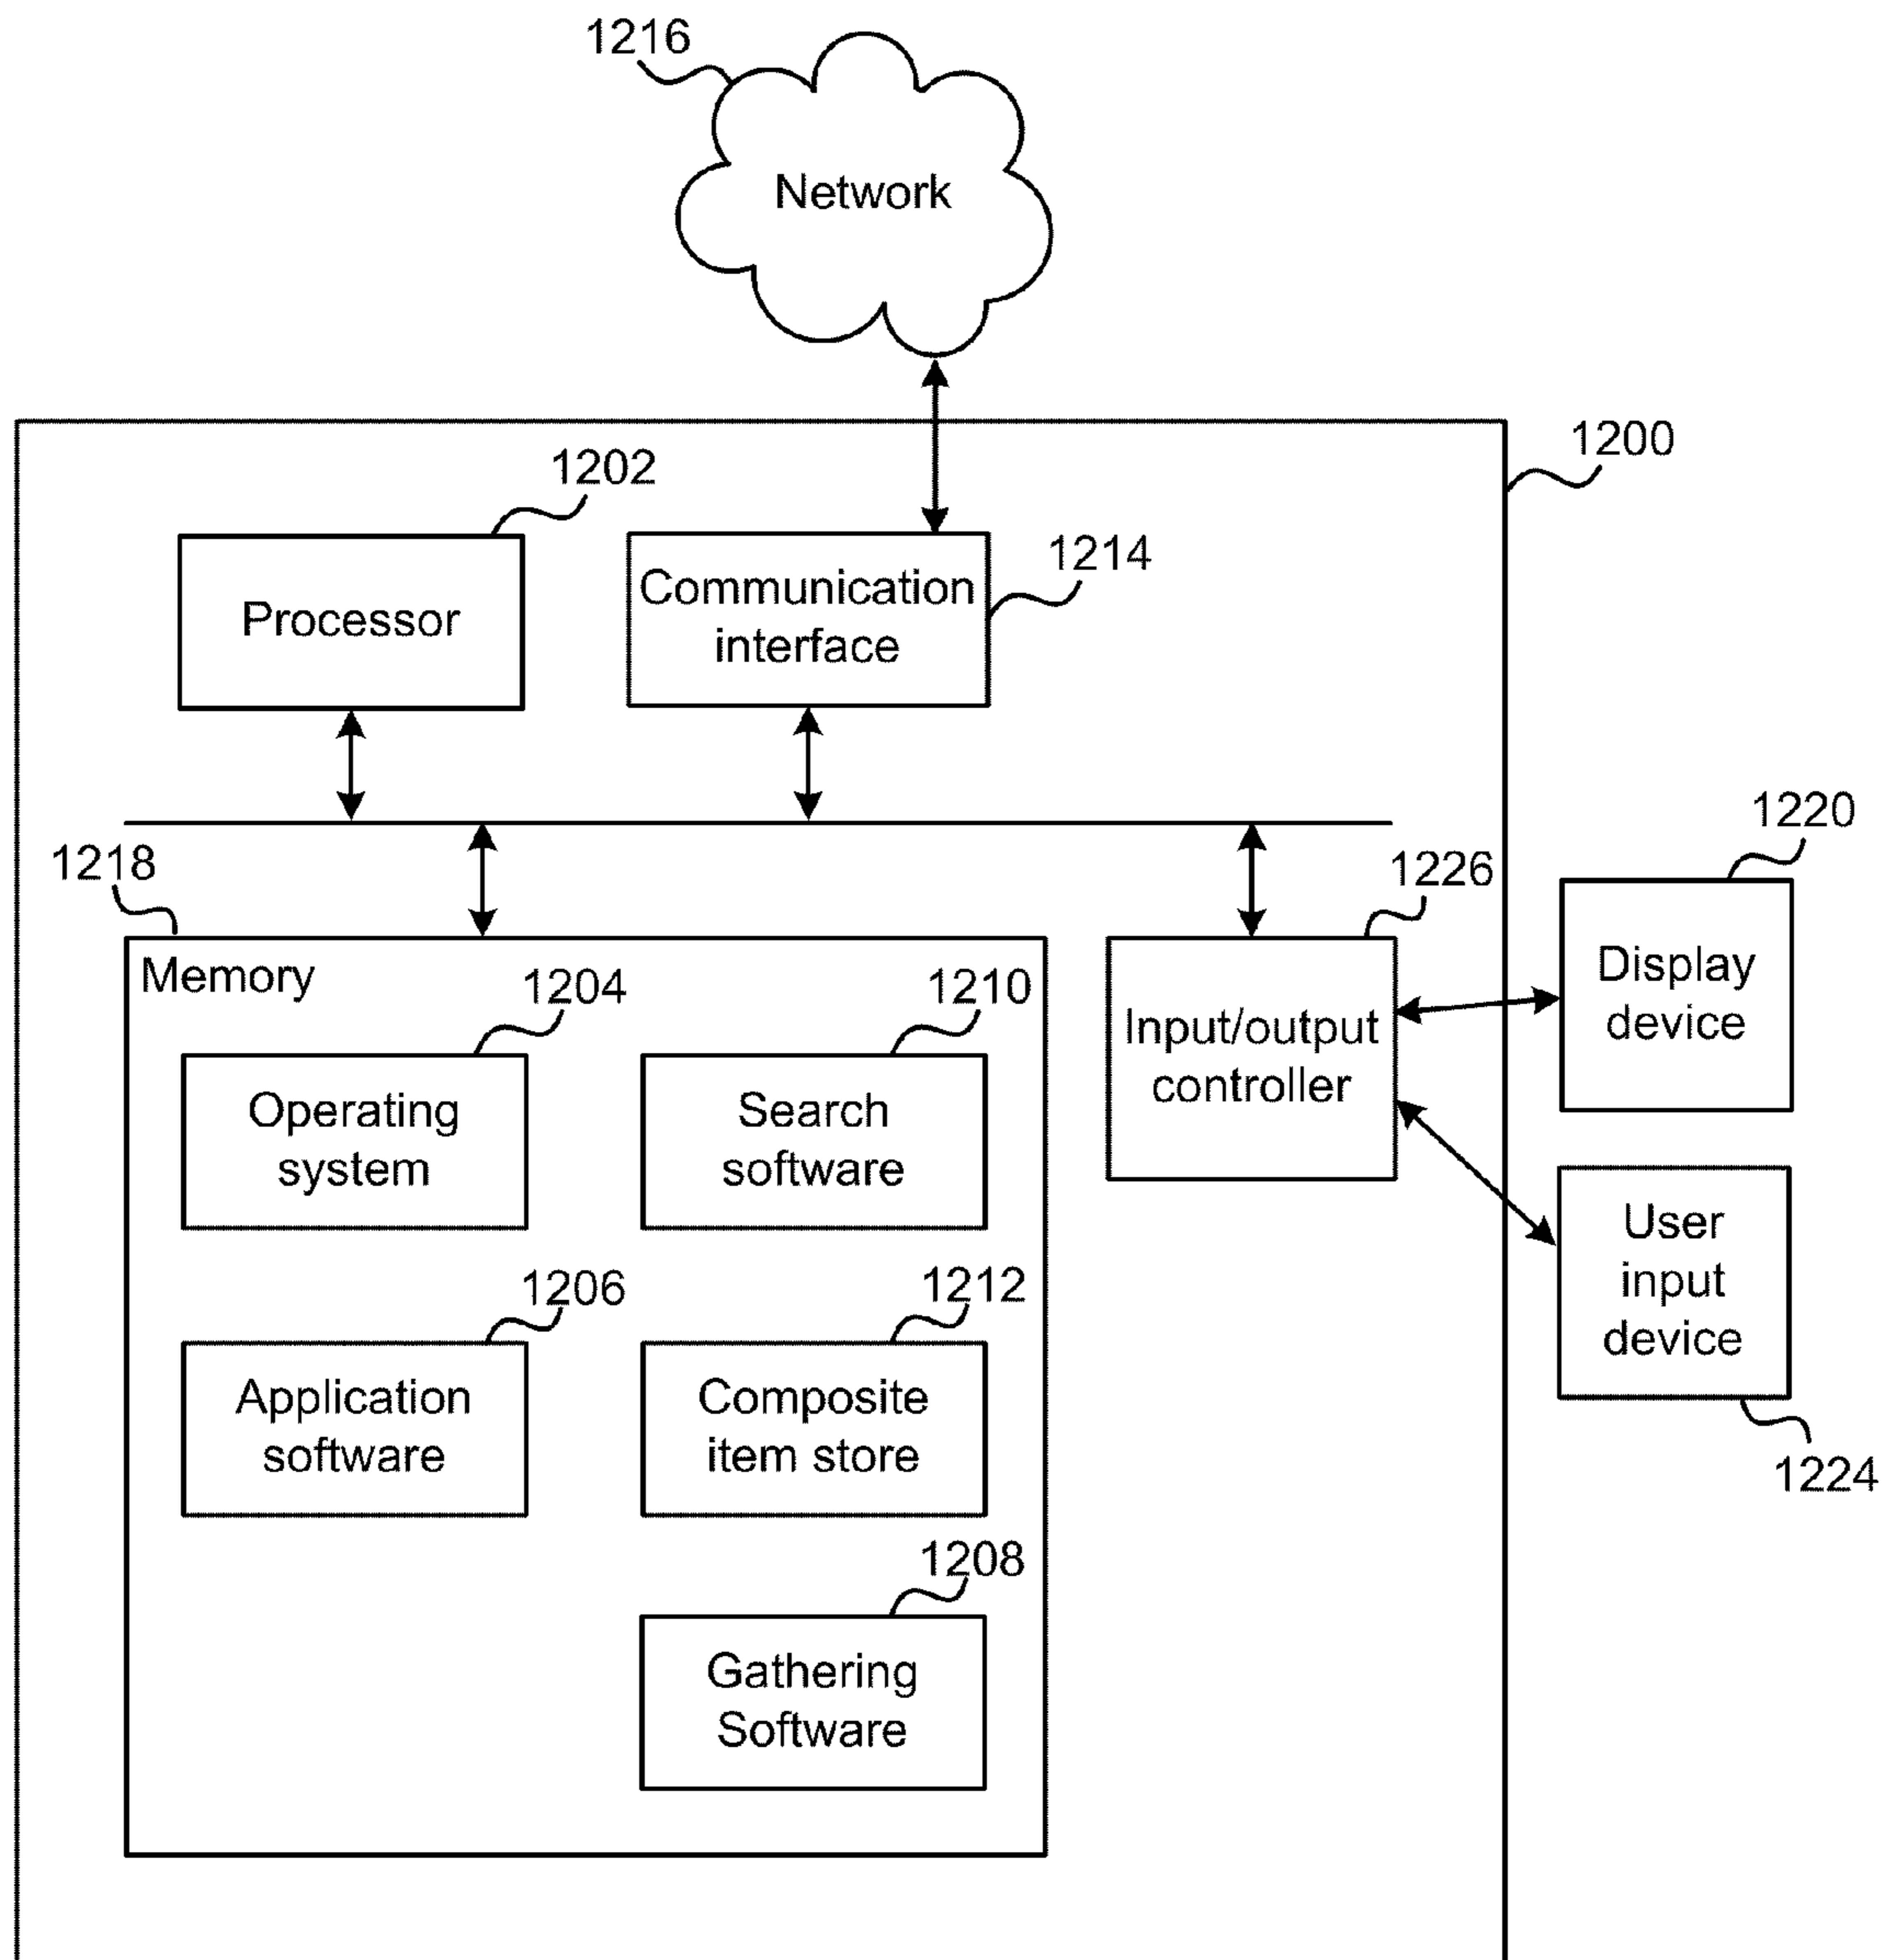 1216
Network
1200
1202
1214
Processor
Communication
interface
1218
1220
1226
Memory
1204
1210
Display
device
Input/output
controller
Operating
system
Search
software
User
input
device
1206
1212
Application
software
Composite
item store
1224
1208
Gathering
Software